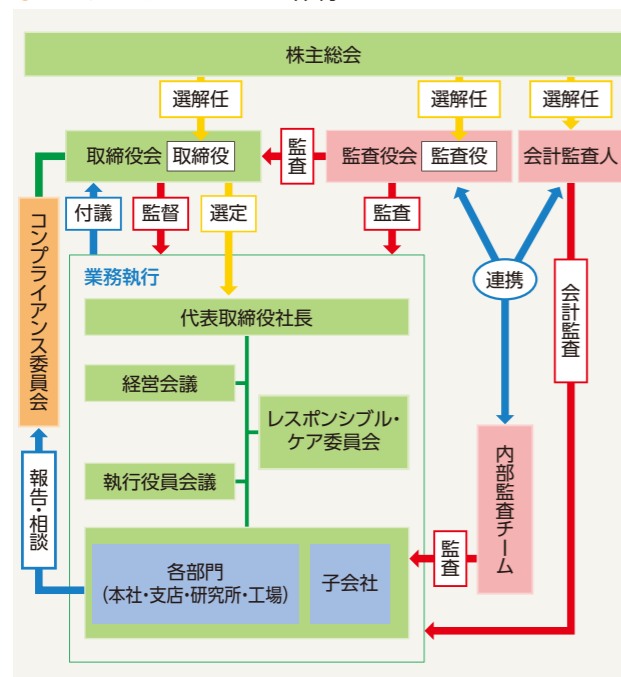 株主総会
選解任
選解任
選解任
取締役会
取締役
監査
監査役会
監査役
会計監査人
付議
監督
選定
監査
コンプライアンス委員会
業務執行
連携
会計監査
代表取締役社長
経営会議
レスポンシブル・
ケア委員会
執行役員会議
内部監査チーム
報告・相談
各部門
(本社・支店・研究所・工場)
子会社
監査